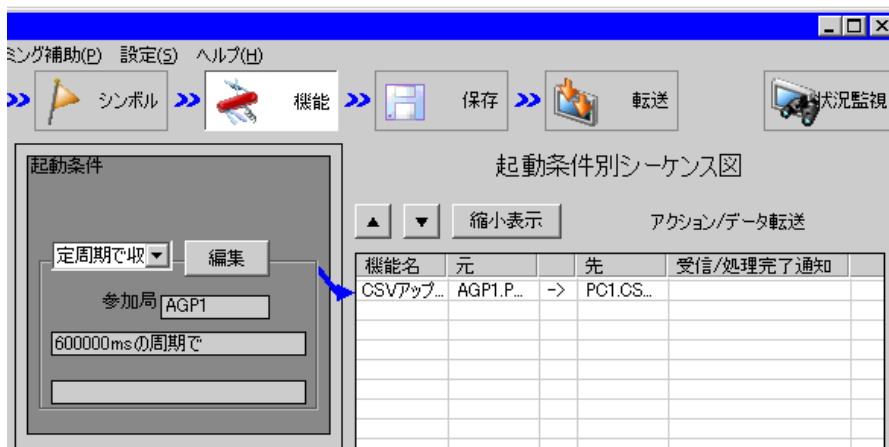 ミング補助(P) 設定(S) ヘルプ(H)
シンボル 機能 保存 転送 状況監視
起動条件
起動条件別シーケンス図
▲ ▼ 縮小表示 アクション/データ転送
定周期で収 編集
機能名 元 先 受信/処理完了通知
CSVアップ... AGP1.P... -> PC1.CS...
参加局 AGP1
600000msの周期で